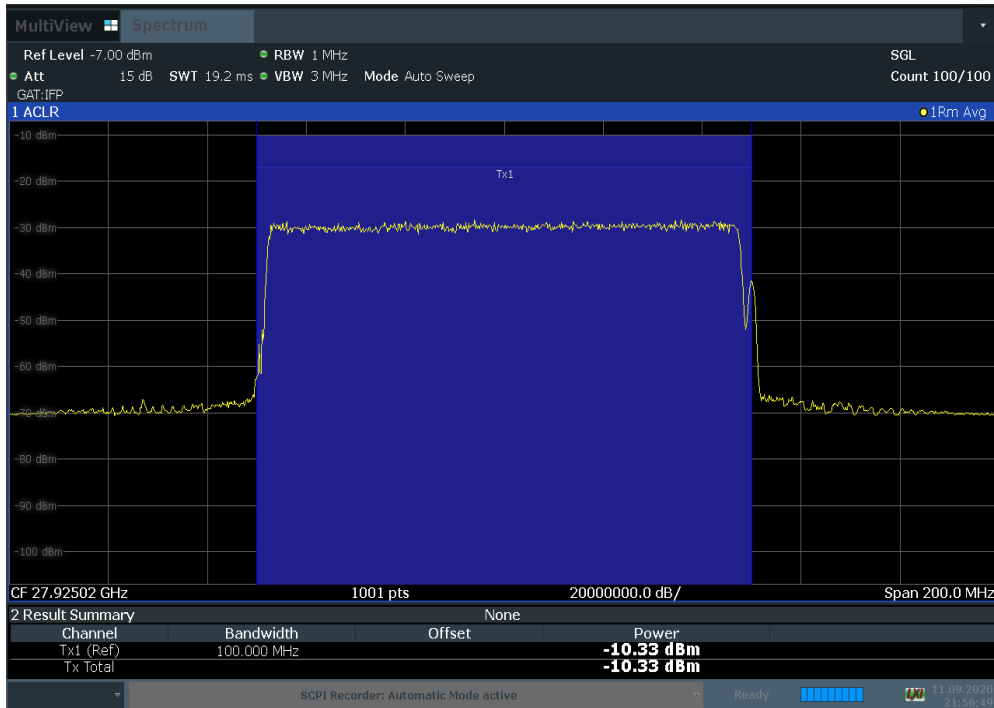 MultiView Spectrum
Ref Level -7.00 dBm RBW 1 MHz SGL
Att 15 dB SWT 19.2 ms VBW 3 MHz Mode Auto Sweep Count 100/100
GAT:IFP
1 ACLR 1Rm Avg
-10 dBm
Tx1
-20 dBm
-30 dBm
-40 dBm
-50 dBm
-60 dBm
-70 dBm
-80 dBm
-90 dBm
-100 dBm
CF 27.92502 GHz 1001 pts 20000000.0 dB/ Span 200.0 MHz
2 Result Summary None
Channel Bandwidth Offset Power
Tx1 (Ref) 100.000 MHz -10.33 dBm
Tx Total -10.33 dBm
SCPI Recorder: Automatic Mode active Ready LXI 11.09.2020
21:56:49